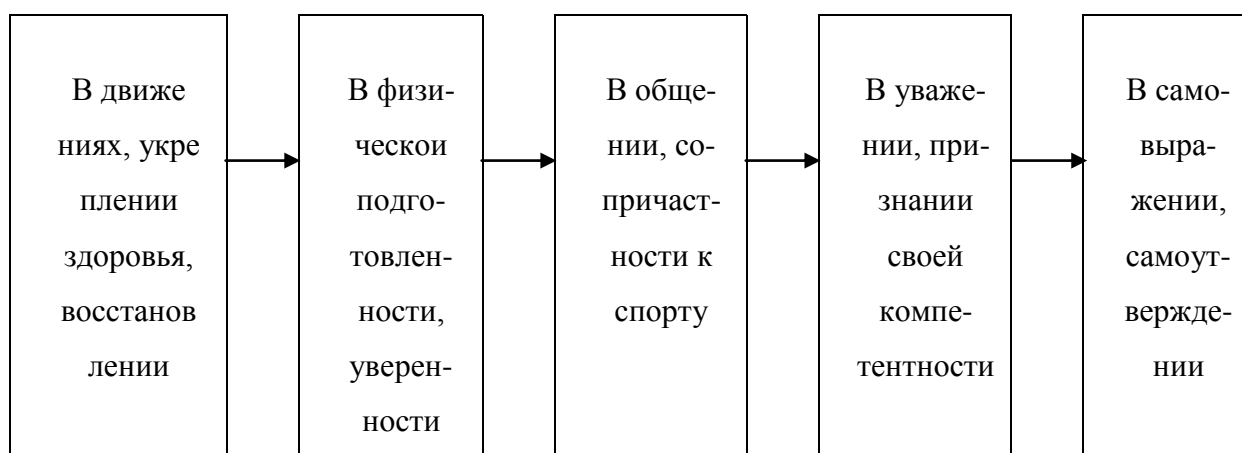 В движе
ниях, укре
плении
здоровья,
восстанов
лении
В физи-
ческои
подго-
товлен-
ности,
уверен-
ности
В обще-
нии, со-
причаст-
ности к
спорту
В уваже-
нии, при-
знании
своей
компе-
тентности
В само-
выра-
жении,
самоут-
вержде-
нии